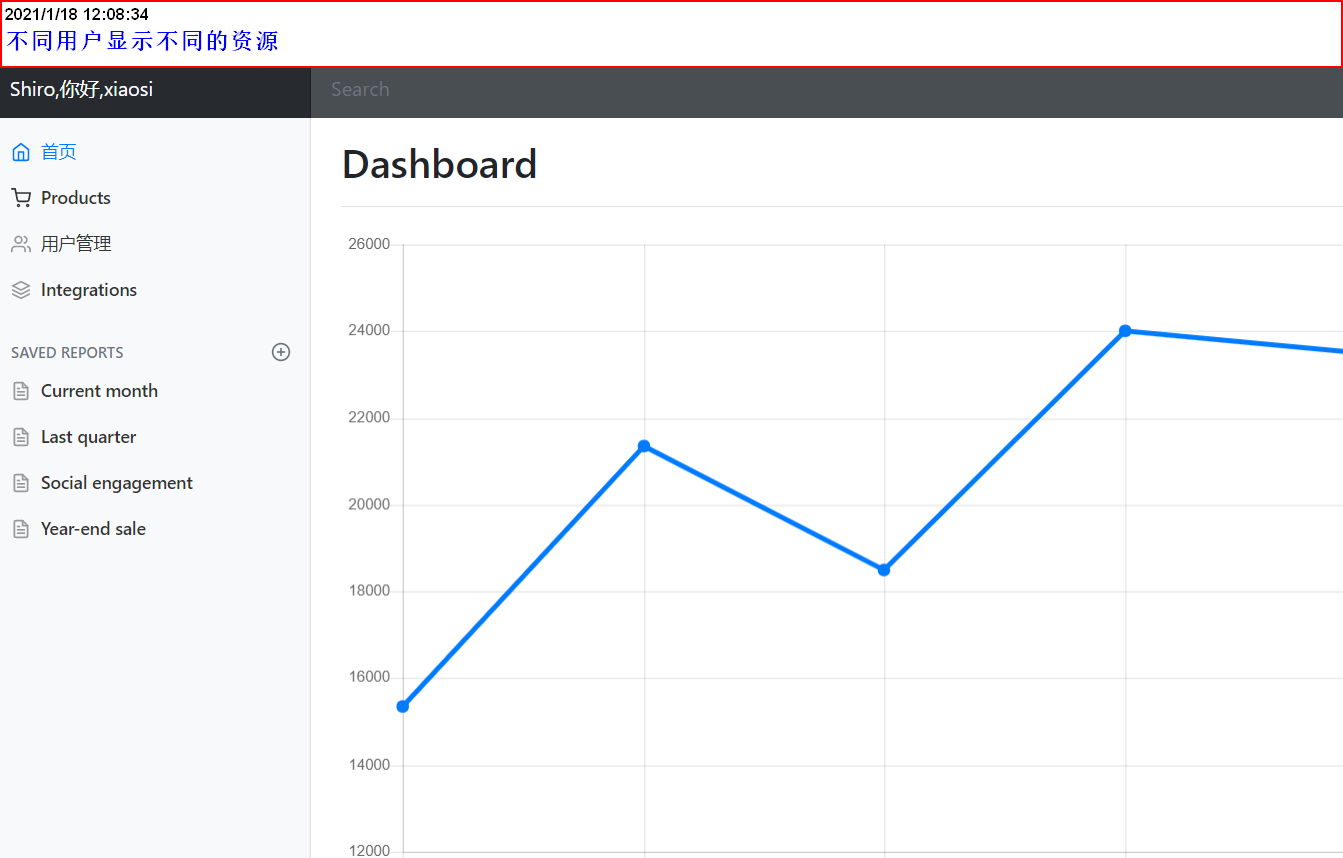 2021/1/18 12:08:34
不同用户显示不同的资源
Shiro,你好,xiaosi
Search
首页
Products
用户管理
Integrations
SAVED REPORTS
Current month
Last quarter
Social engagement
Year-end sale
Dashboard
26000
24000
22000
20000
18000
16000
14000
12000